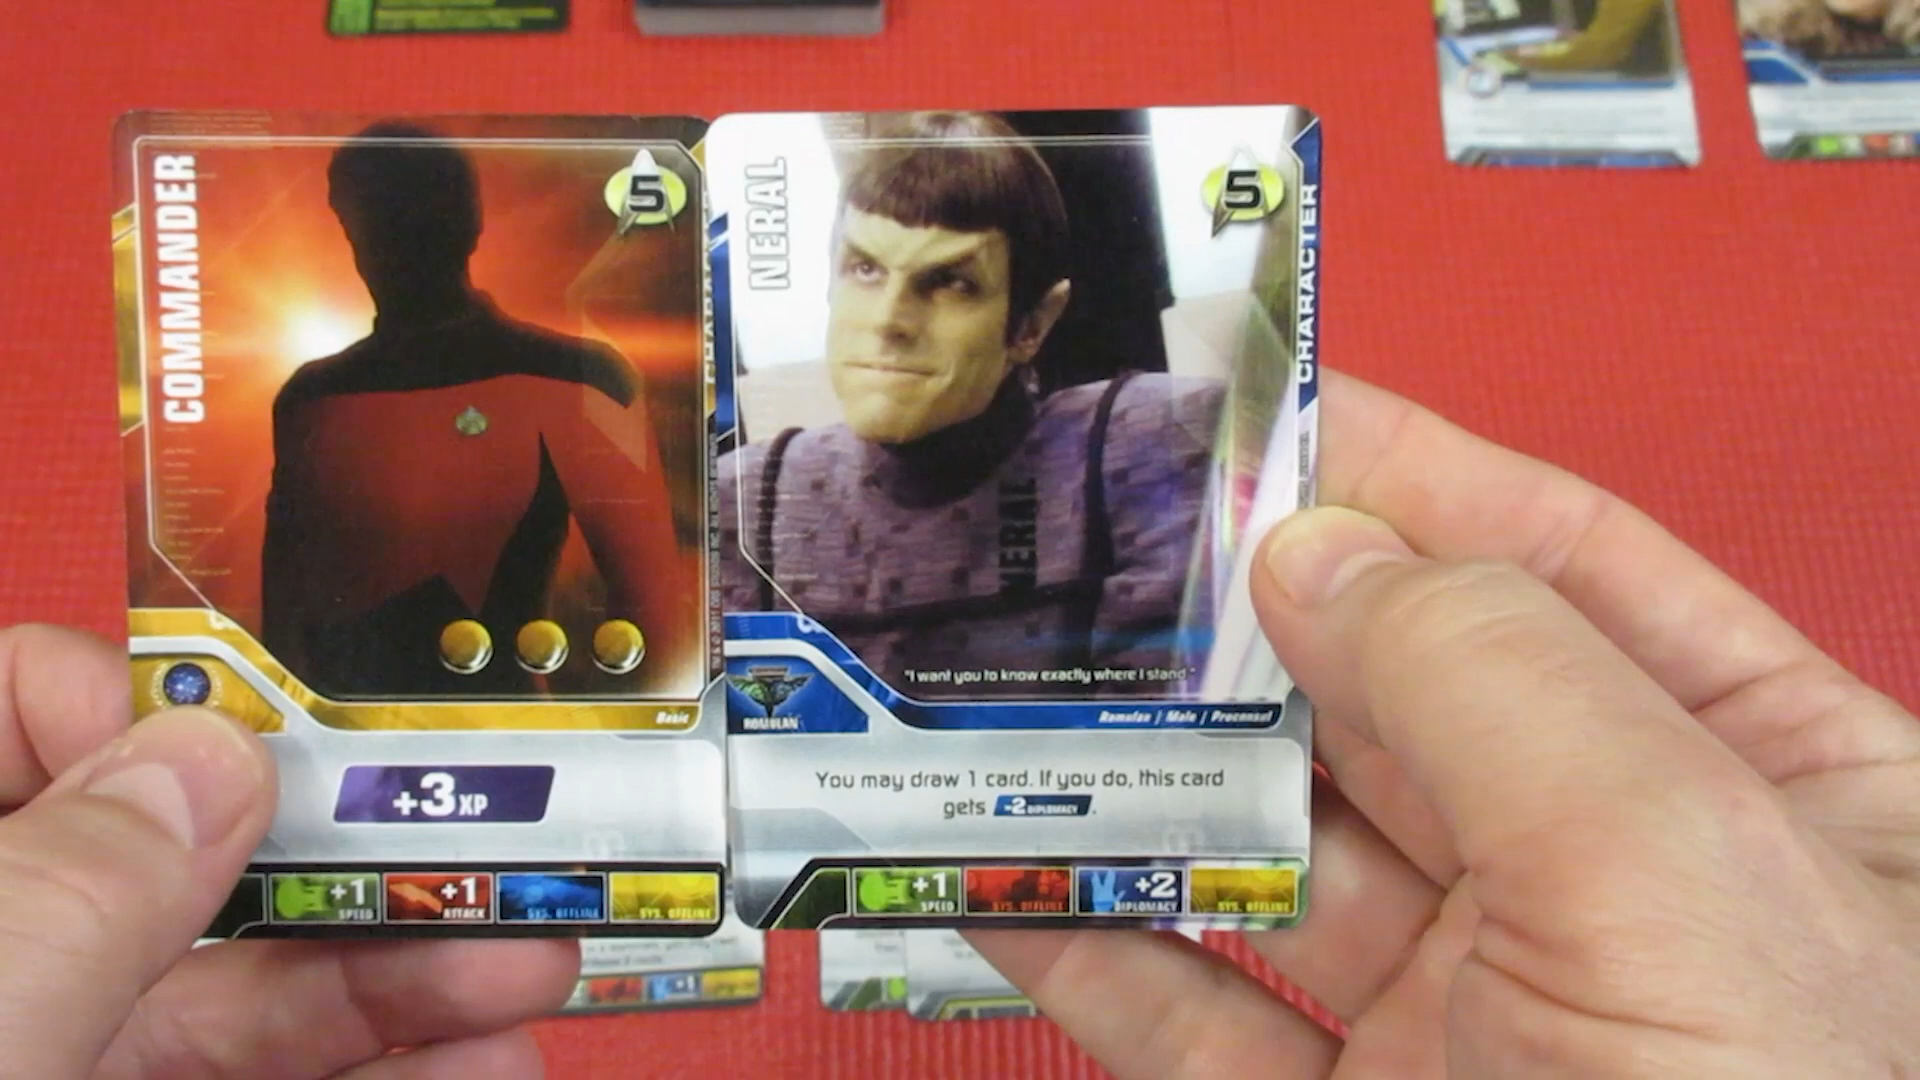 COMMANDER
5
Basic
+3 XP
+1 SPEED
+1 ATTACK
SYS. OFFLINE
SYS. OFFLINE
NERAL
5
CHARACTER
NERAL
"I want you to know exactly where I stand."
ROMULAN
Romulan | Male | Proconsul
You may draw 1 card. If you do, this card
gets -2 DIPLOMACY.
+1 SPEED
SYS. OFFLINE
+2 DIPLOMACY
SYS. OFFLINE
+1